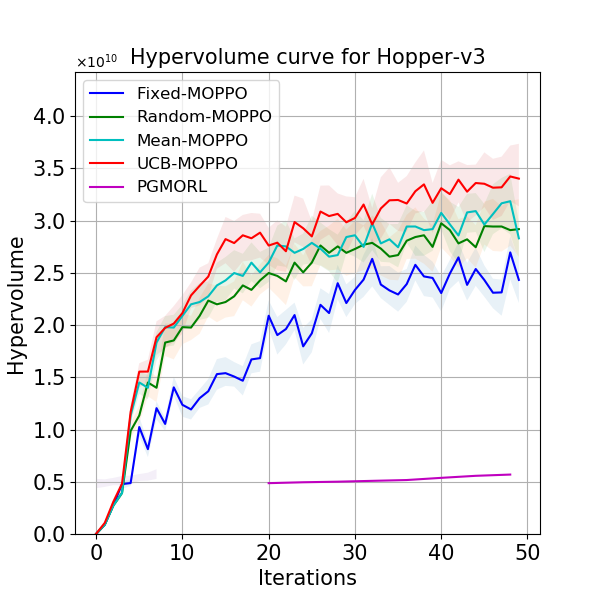 ×10¹⁰ Hypervolume curve for Hopper-v3
Fixed-MOPPO
Random-MOPPO
Mean-MOPPO
UCB-MOPPO
PGMORL
4.0
3.5
3.0
2.5
2.0
1.5
1.0
0.5
0.0
Hypervolume
0 10 20 30 40 50
Iterations